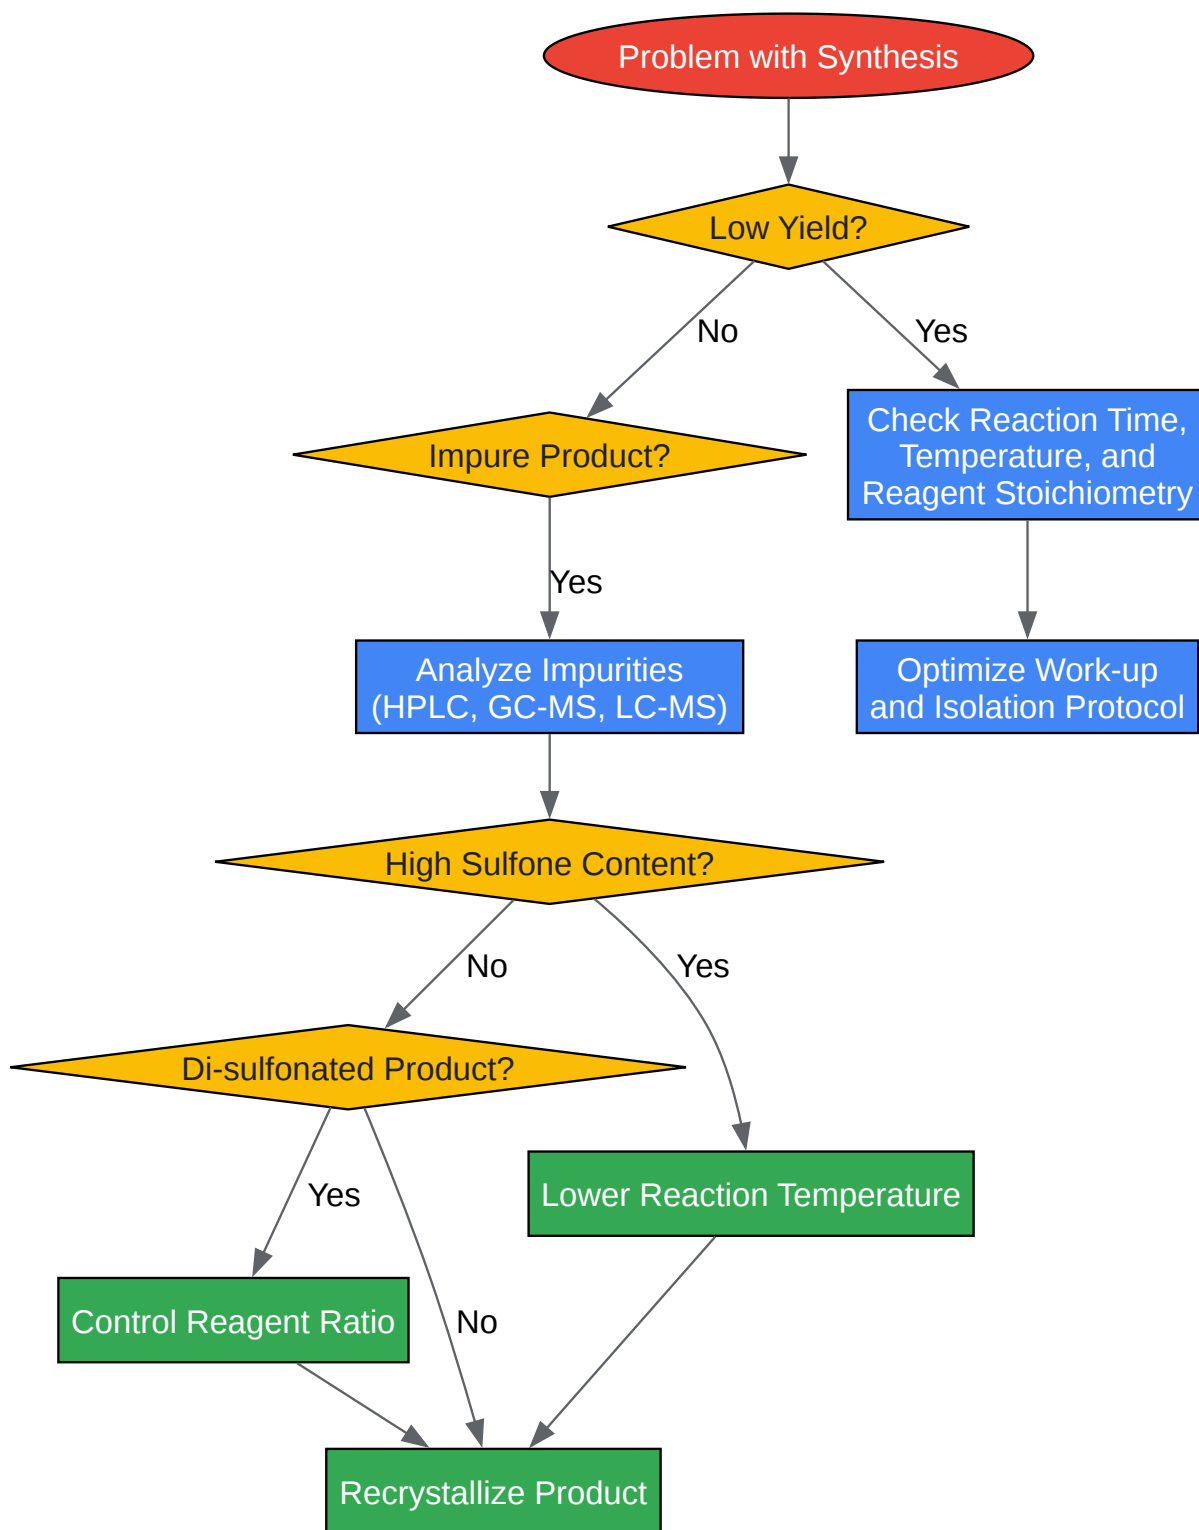 Problem with Synthesis
Low Yield?
No
Yes
Impure Product?
Check Reaction Time,
Temperature, and
Reagent Stoichiometry
Yes
Analyze Impurities
(HPLC, GC-MS, LC-MS)
Optimize Work-up
and Isolation Protocol
High Sulfone Content?
No
Yes
Di-sulfonated Product?
Yes
Lower Reaction Temperature
Control Reagent Ratio
No
Recrystallize Product